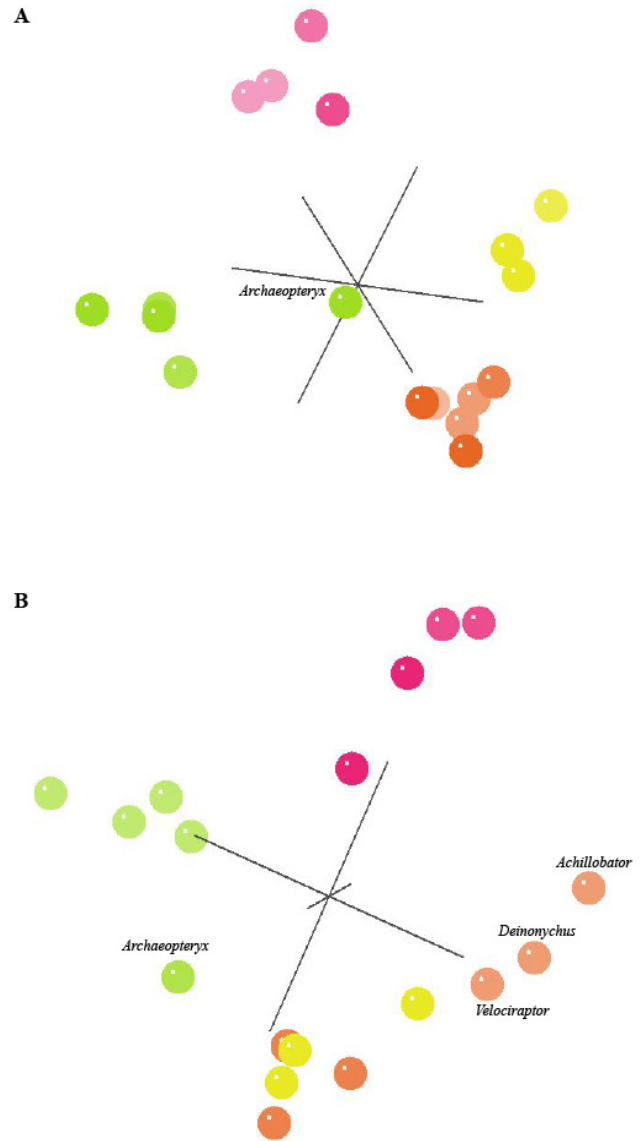 A
Archaeopteryx
B
Achillobator
Deinonychus
Archaeopteryx
Velociraptor